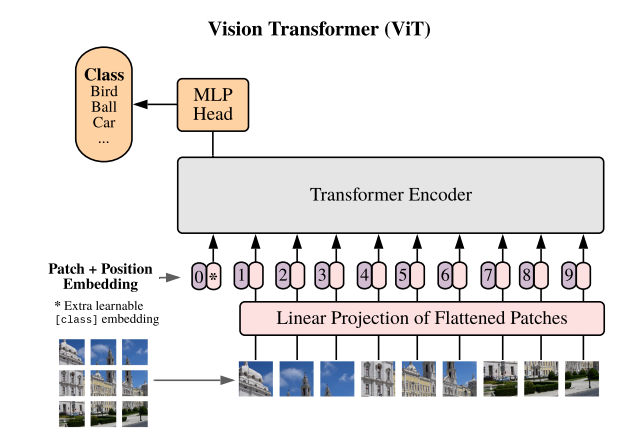 Vision Transformer (ViT)
Class
Bird
Ball
Car
...
MLP
Head
Transformer Encoder
Patch + Position
Embedding
0 * 1 2 3 4 5 6 7 8 9
* Extra learnable
[class] embedding
Linear Projection of Flattened Patches